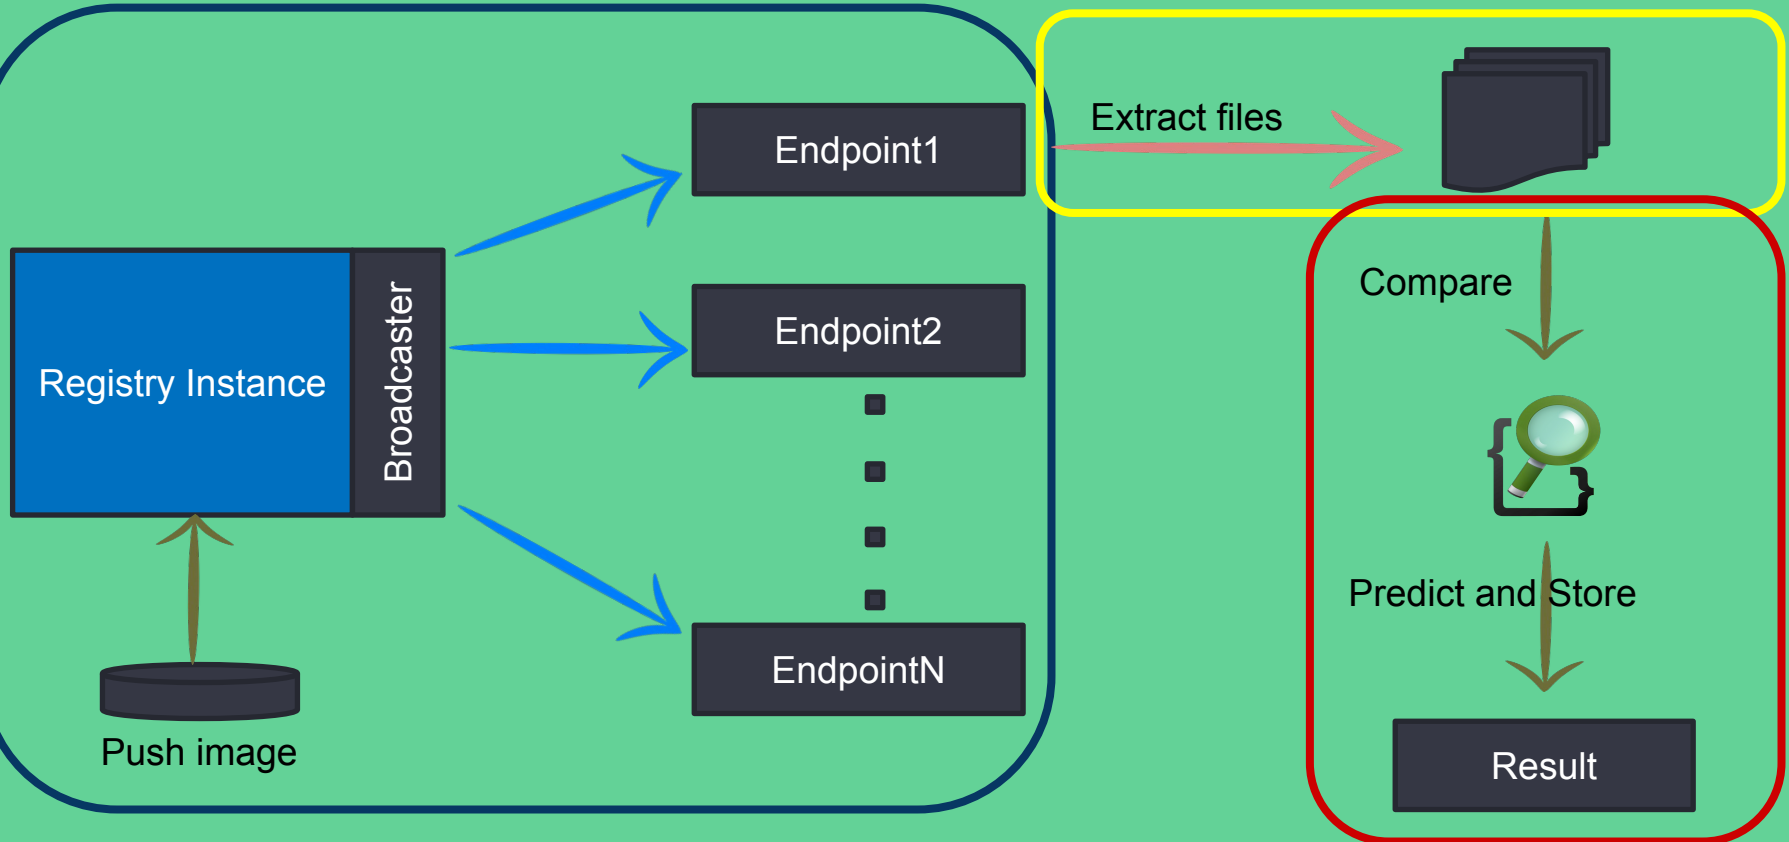 Extract files
Endpoint1
Compare
Endpoint2
Registry Instance
Broadcaster
Predict and Store
EndpointN
Push image
Result